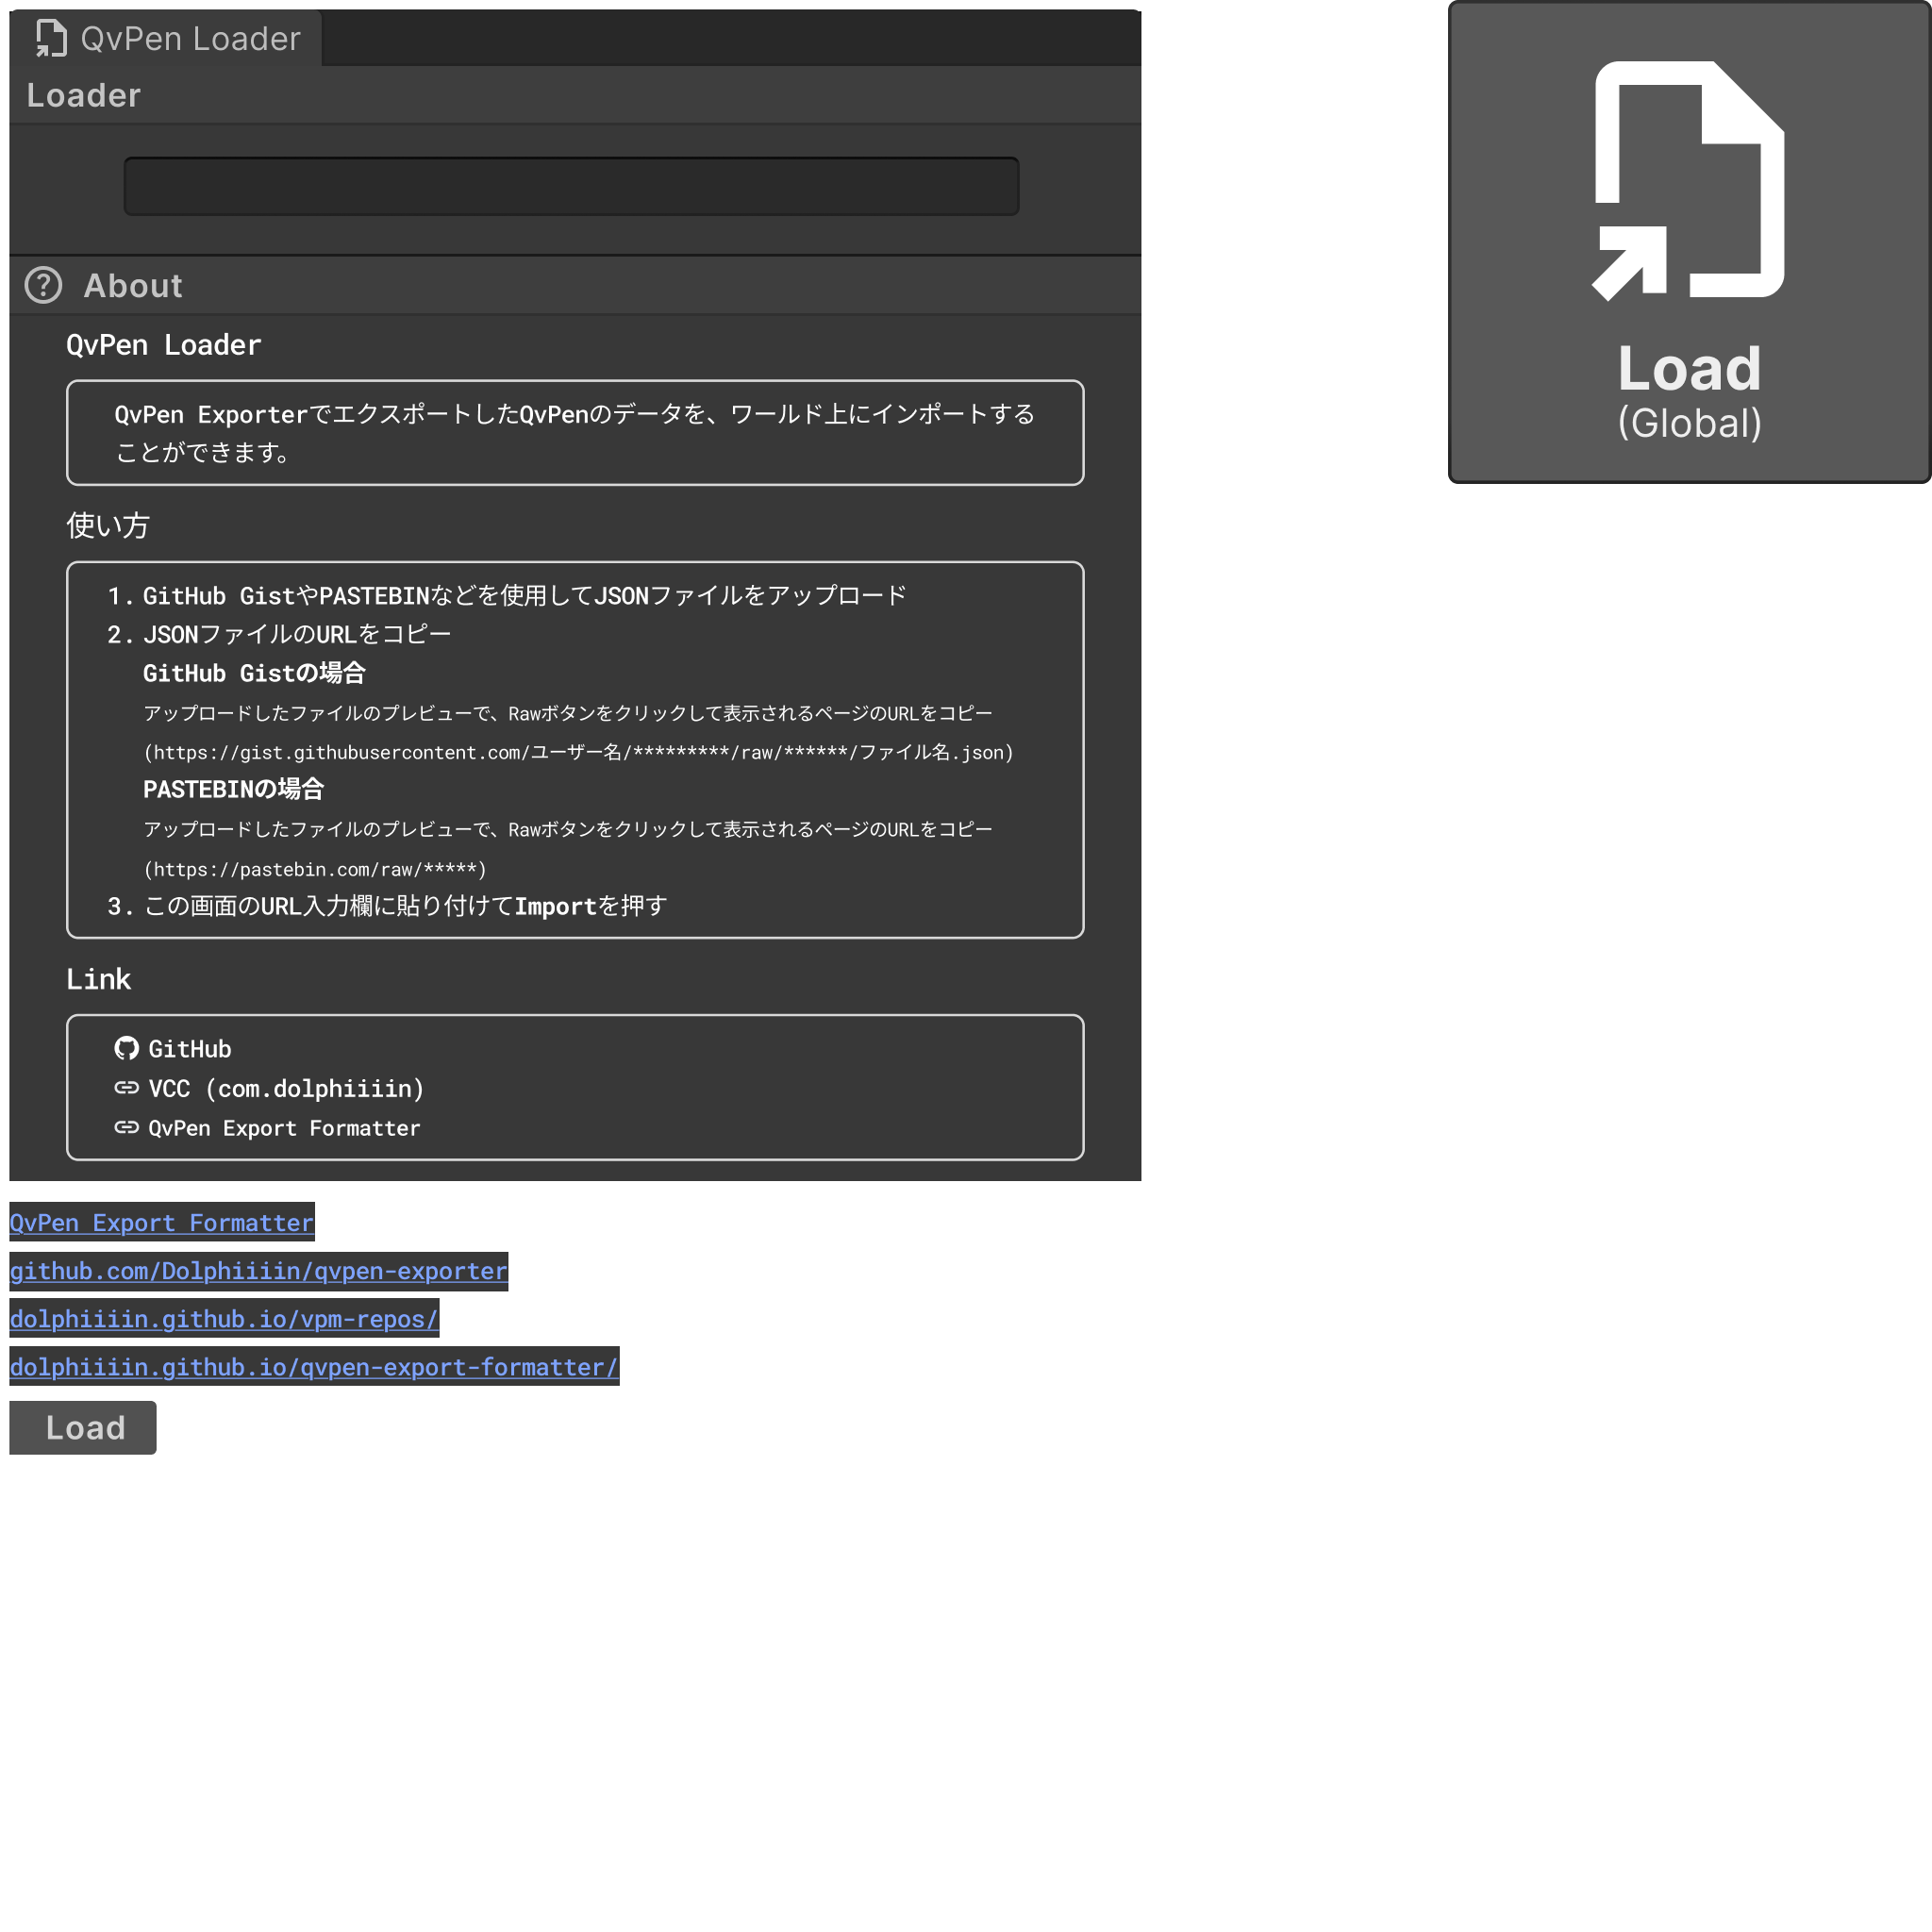 QvPen Loader
Loader
About
QvPen Loader
QvPen ExporterでエクスポートしたQvPenのデータを、ワールド上にインポートする
ことができます。
使い方
1. GitHub GistやPASTEBINなどを使用してJSONファイルをアップロード
2. JSONファイルのURLをコピー
GitHub Gistの場合
アップロードしたファイルのプレビューで、Rawボタンをクリックして表示されるページのURLをコピー
(https://gist.githubusercontent.com/ユーザー名/*********/raw/******/ファイル名.json)
PASTEBINの場合
アップロードしたファイルのプレビューで、Rawボタンをクリックして表示されるページのURLをコピー
(https://pastebin.com/raw/*****)
3. この画面のURL入力欄に貼り付けてImportを押す
Link
GitHub
VCC (com.dolphiiiin)
QvPen Export Formatter
QvPen Export Formatter
github.com/Dolphiiiin/qvpen-exporter
dolphiiiin.github.io/vpm-repos/
dolphiiiin.github.io/qvpen-export-formatter/
Load
Load
(Global)